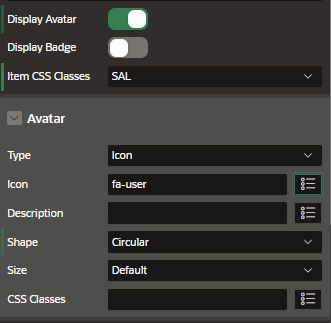 Display Avatar
Display Badge
Item CSS Classes SAL
Avatar
Type Icon
Icon fa-user
Description
Shape Circular
Size Default
CSS Classes